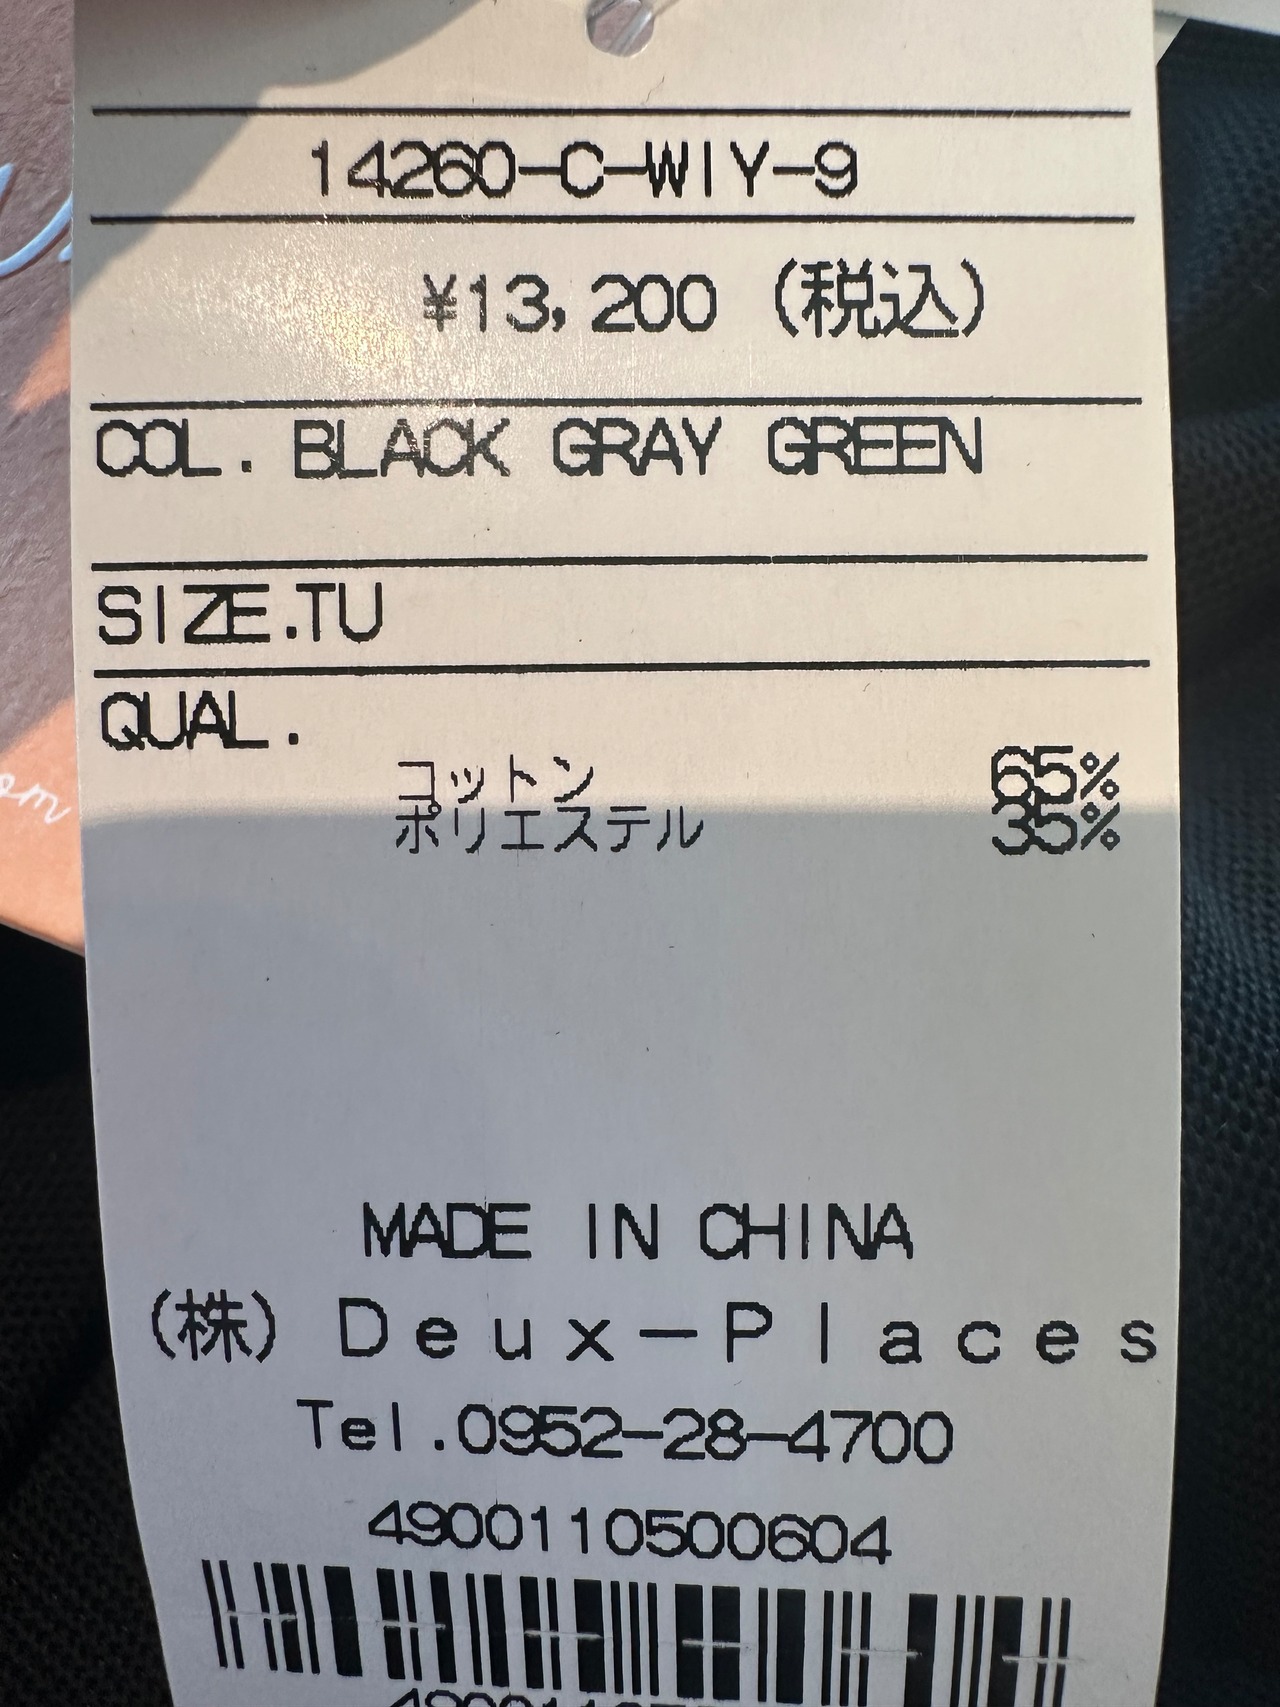 14260-C-WIY-9
¥13,200 (税込)
COL. BLACK GRAY GREEN
SIZE.TU
QUAL.
コットン 65%
ポリエステル 35%
MADE IN CHINA
(株) Deux-Places
Tel.0952-28-4700
4900110500604